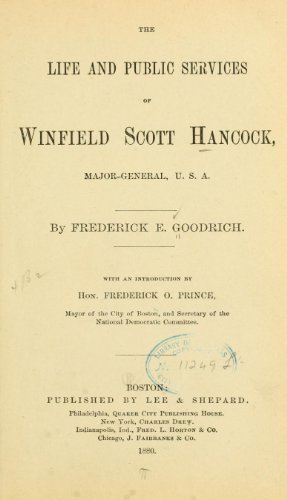 THE
LIFE AND PUBLIC SERVICES
OF
WINFIELD SCOTT HANCOCK,
MAJOR-GENERAL, U. S. A.
BY FREDERICK E. GOODRICH.
WITH AN INTRODUCTION BY
HON. FREDERICK O. PRINCE,
Mayor of the City of Boston, and Secretary of the
National Democratic Committee.
BOSTON:
PUBLISHED BY LEE & SHEPARD.
Philadelphia, QUAKER CITY PUBLISHING HOUSE.
New York, CHARLES DREW.
Indianapolis, Ind., FRED. L. HORTON & CO.
Chicago, J. FAIRBANKS & CO.
1880.